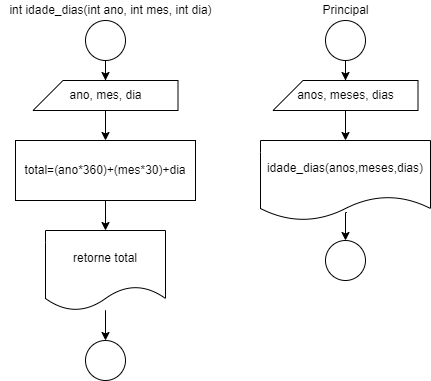 int idade_dias(int ano, int mes, int dia)
ano, mes, dia
total=(ano*360)+(mes*30)+dia
retorne total
Principal
anos, meses, dias
idade_dias(anos,meses,dias)